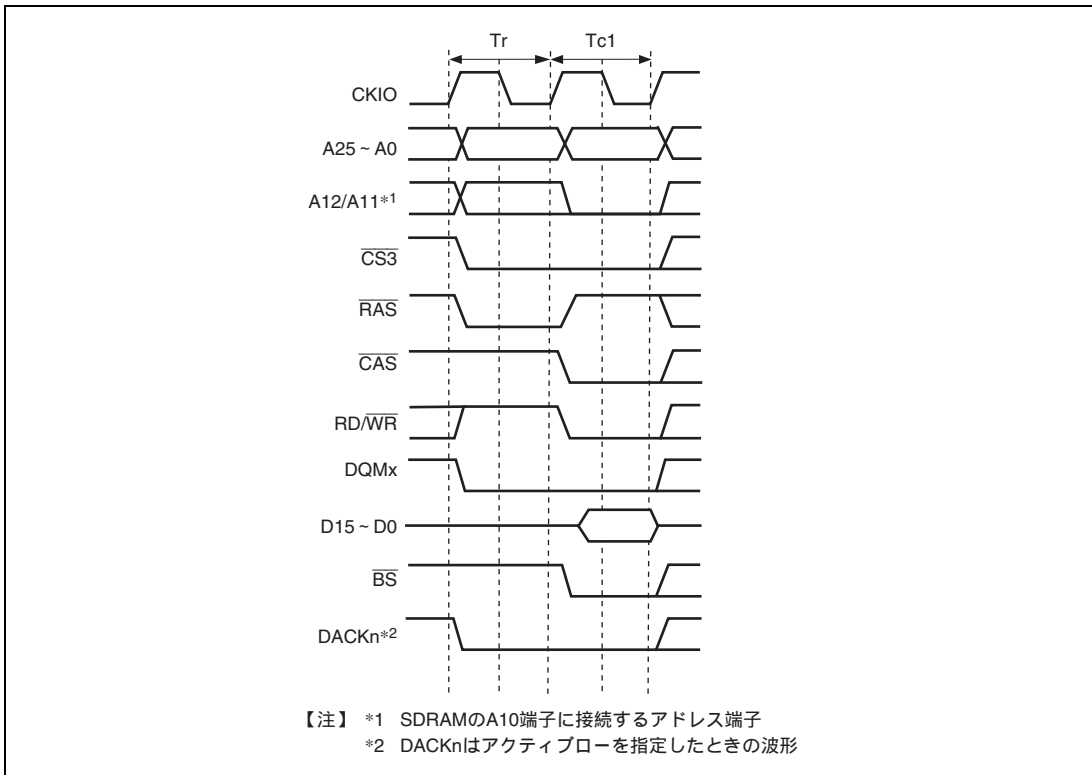 Tr Tc1
CKIO
A25 ~ A0
A12/A11*1
CS3
RAS
CAS
RD/WR
DQMx
D15 ~ D0
BS
DACKn*2
【注】 *1 SDRAMのA10端子に接続するアドレス端子
*2 DACKnはアクティブローを指定したときの波形